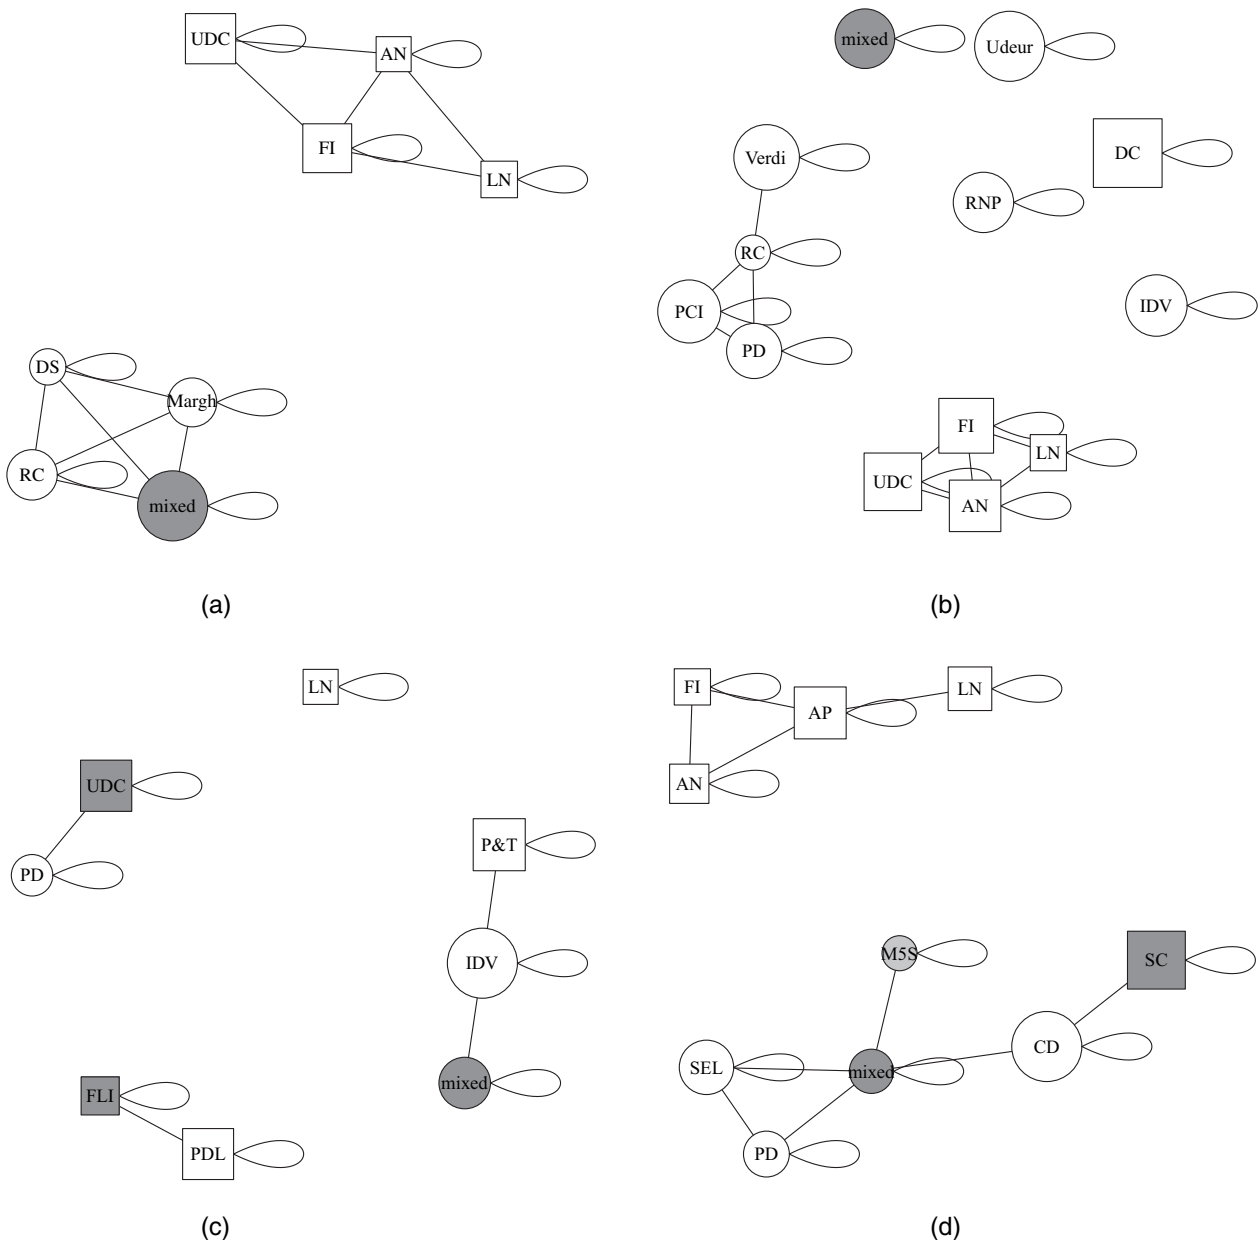 UDC
AN
FI
LN
DS
Margh
RC
mixed
(a)
mixed
Udeur
Verdi
DC
RNP
RC
PCI
IDV
PD
FI
LN
UDC
AN
(b)
LN
UDC
P&T
PD
IDV
mixed
FLI
PDL
(c)
FI
LN
AP
AN
M5S
SC
CD
SEL
mixed
PD
(d)